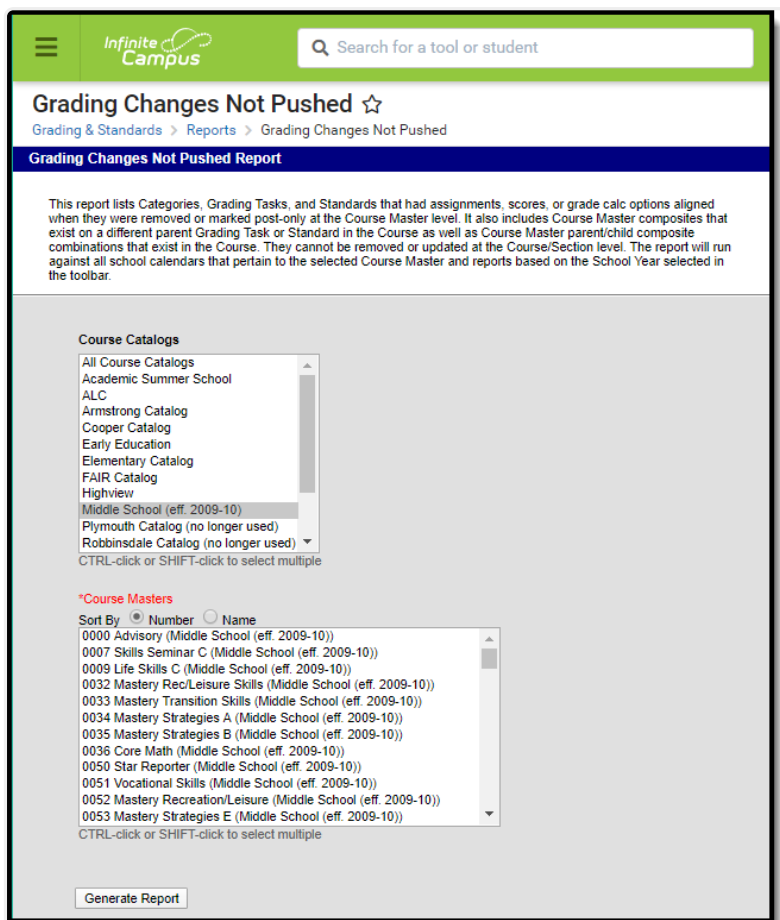 Infinite
Campus
Search for a tool or student
Grading Changes Not Pushed
Grading & Standards > Reports > Grading Changes Not Pushed
Grading Changes Not Pushed Report
This report lists Categories, Grading Tasks, and Standards that had assignments, scores, or grade calc options aligned
when they were removed or marked post-only at the Course Master level. It also includes Course Master composites that
exist on a different parent Grading Task or Standard in the Course as well as Course Master parent/child composite
combinations that exist in the Course. They cannot be removed or updated at the Course/Section level. The report will run
against all school calendars that pertain to the selected Course Master and reports based on the School Year selected in
the toolbar.
Course Catalogs
All Course Catalogs
Academic Summer School
ALC
Armstrong Catalog
Cooper Catalog
Early Education
Elementary Catalog
FAIR Catalog
Highview
Middle School (eff. 2009-10)
Plymouth Catalog (no longer used)
Robbinsdale Catalog (no longer used)
CTRL-click or SHIFT-click to select multiple
*Course Masters
Sort By Number Name
0000 Advisory (Middle School (eff. 2009-10))
0007 Skills Seminar C (Middle School (eff. 2009-10))
0009 Life Skills C (Middle School (eff. 2009-10))
0032 Mastery Rec/Leisure Skills (Middle School (eff. 2009-10))
0033 Mastery Transition Skills (Middle School (eff. 2009-10))
0034 Mastery Strategies A (Middle School (eff. 2009-10))
0035 Mastery Strategies B (Middle School (eff. 2009-10))
0036 Core Math (Middle School (eff. 2009-10))
0050 Star Reporter (Middle School (eff. 2009-10))
0051 Vocational Skills (Middle School (eff. 2009-10))
0052 Mastery Recreation/Leisure (Middle School (eff. 2009-10))
0053 Mastery Strategies E (Middle School (eff. 2009-10))
CTRL-click or SHIFT-click to select multiple
Generate Report